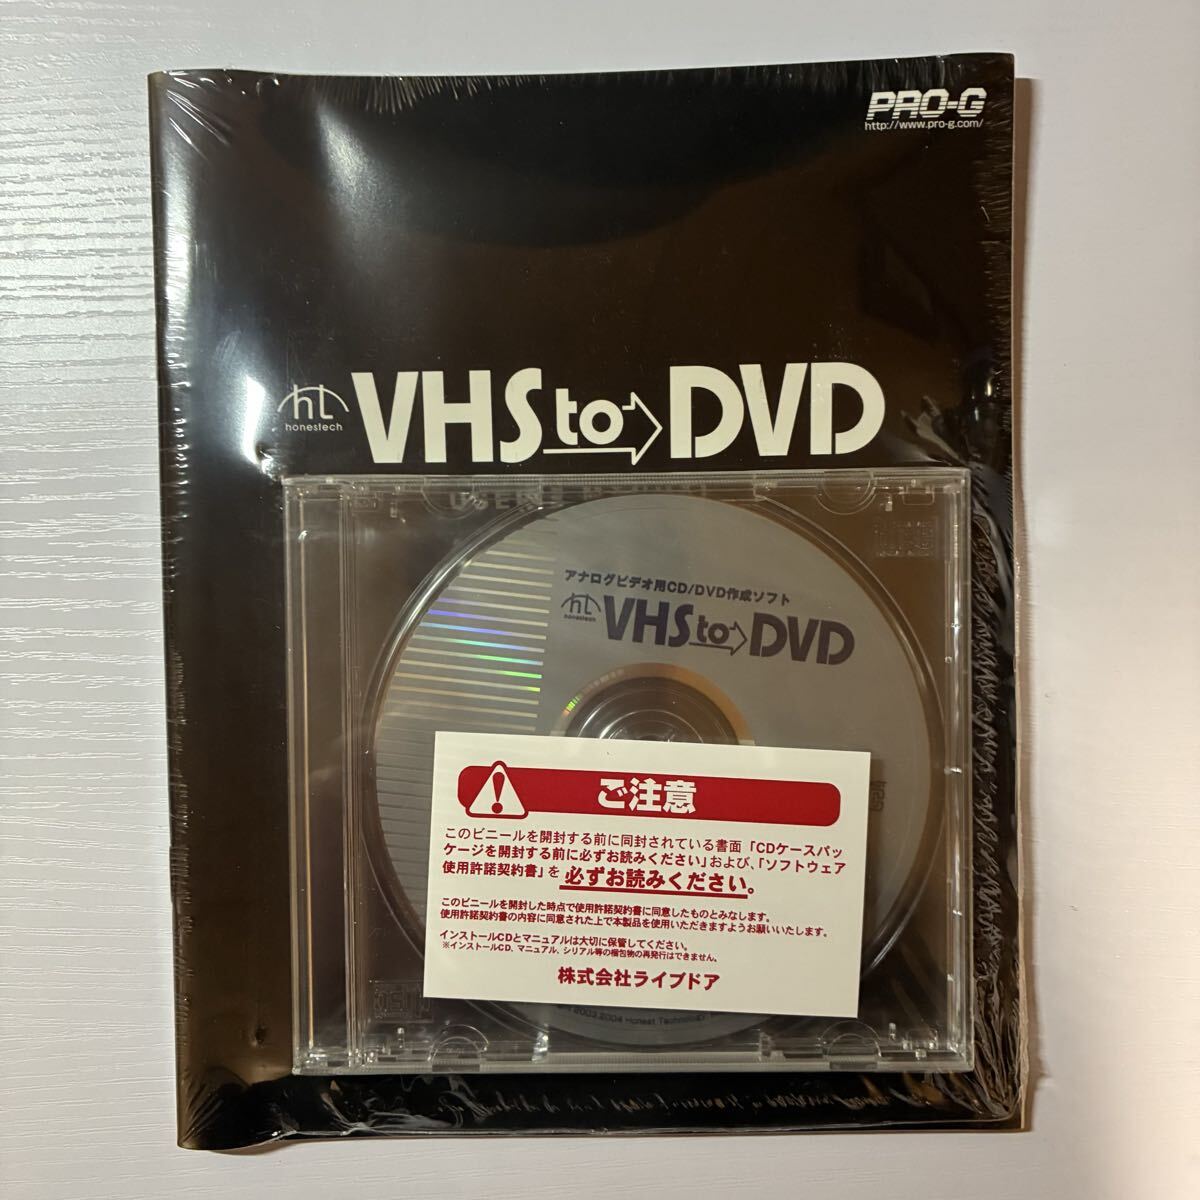 PRO-G
http://www.pro-g.com/
ht honestech VHS to DVD
USER'S MANUAL
アナログビデオ用CD/DVD作成ソフト
ht honestech VHS to DVD
ご注意
このビニールを開封する前に同封されている書面「CDケースパッ
ケージを開封する前に必ずお読みください」および、「ソフトウェア
使用許諾契約書」を 必ずお読みください。
このビニールを開封した時点で使用許諾契約書に同意したものとみなします。
使用許諾契約書の内容に同意された上で本製品を使用いただきますようお願いいたします。
インストールCDとマニュアルは大切に保管してください。
※インストールCD、マニュアル、シリアル等の梱包物の再発行はできません。
株式会社ライブドア
2003,2004 Honest Technology